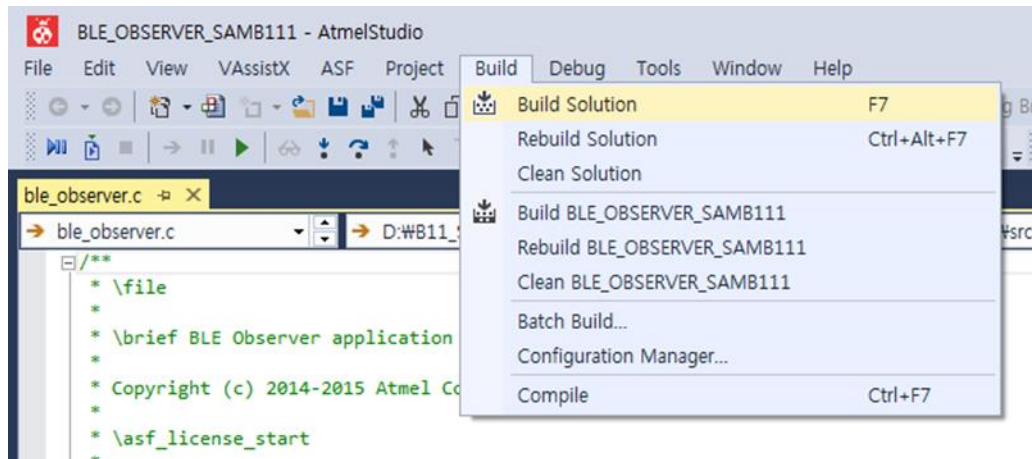 BLE_OBSERVER_SAMB111 - AtmelStudio
File Edit View VAssistX ASF Project Build Debug Tools Window Help
Build Solution F7
Rebuild Solution Ctrl+Alt+F7
Clean Solution
ble_observer.c
Build BLE_OBSERVER_SAMB111
ble_observer.c D:₩B11_
Rebuild BLE_OBSERVER_SAMB111
/**
Clean BLE_OBSERVER_SAMB111
* \file
*
Batch Build...
* \brief BLE Observer application
*
Configuration Manager...
* Copyright (c) 2014-2015 Atmel Co
Compile Ctrl+F7
*
* \asf_license_start